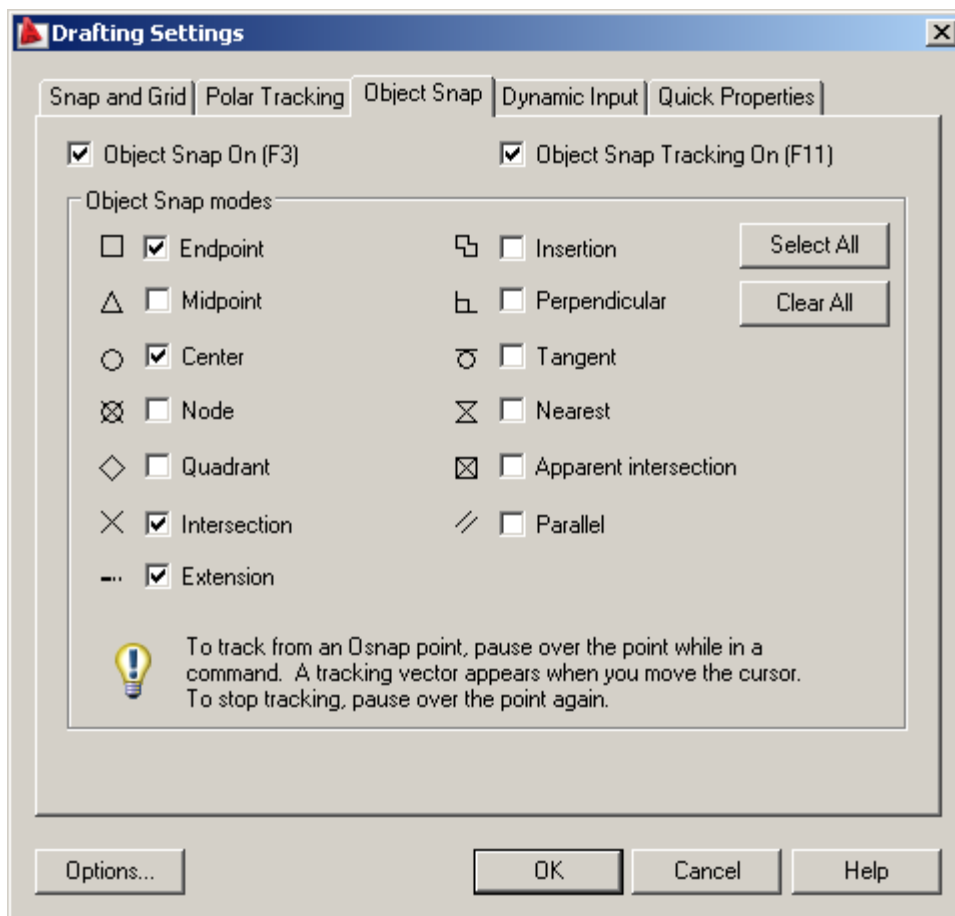 Drafting Settings
Snap and Grid Polar Tracking Object Snap Dynamic Input Quick Properties
Object Snap On (F3) Object Snap Tracking On (F11)
Object Snap modes
Endpoint Insertion Select All
Midpoint Perpendicular Clear All
Center Tangent
Node Nearest
Quadrant Apparent intersection
Intersection Parallel
Extension
To track from an Osnap point, pause over the point while in a
command. A tracking vector appears when you move the cursor.
To stop tracking, pause over the point again.
Options... OK Cancel Help